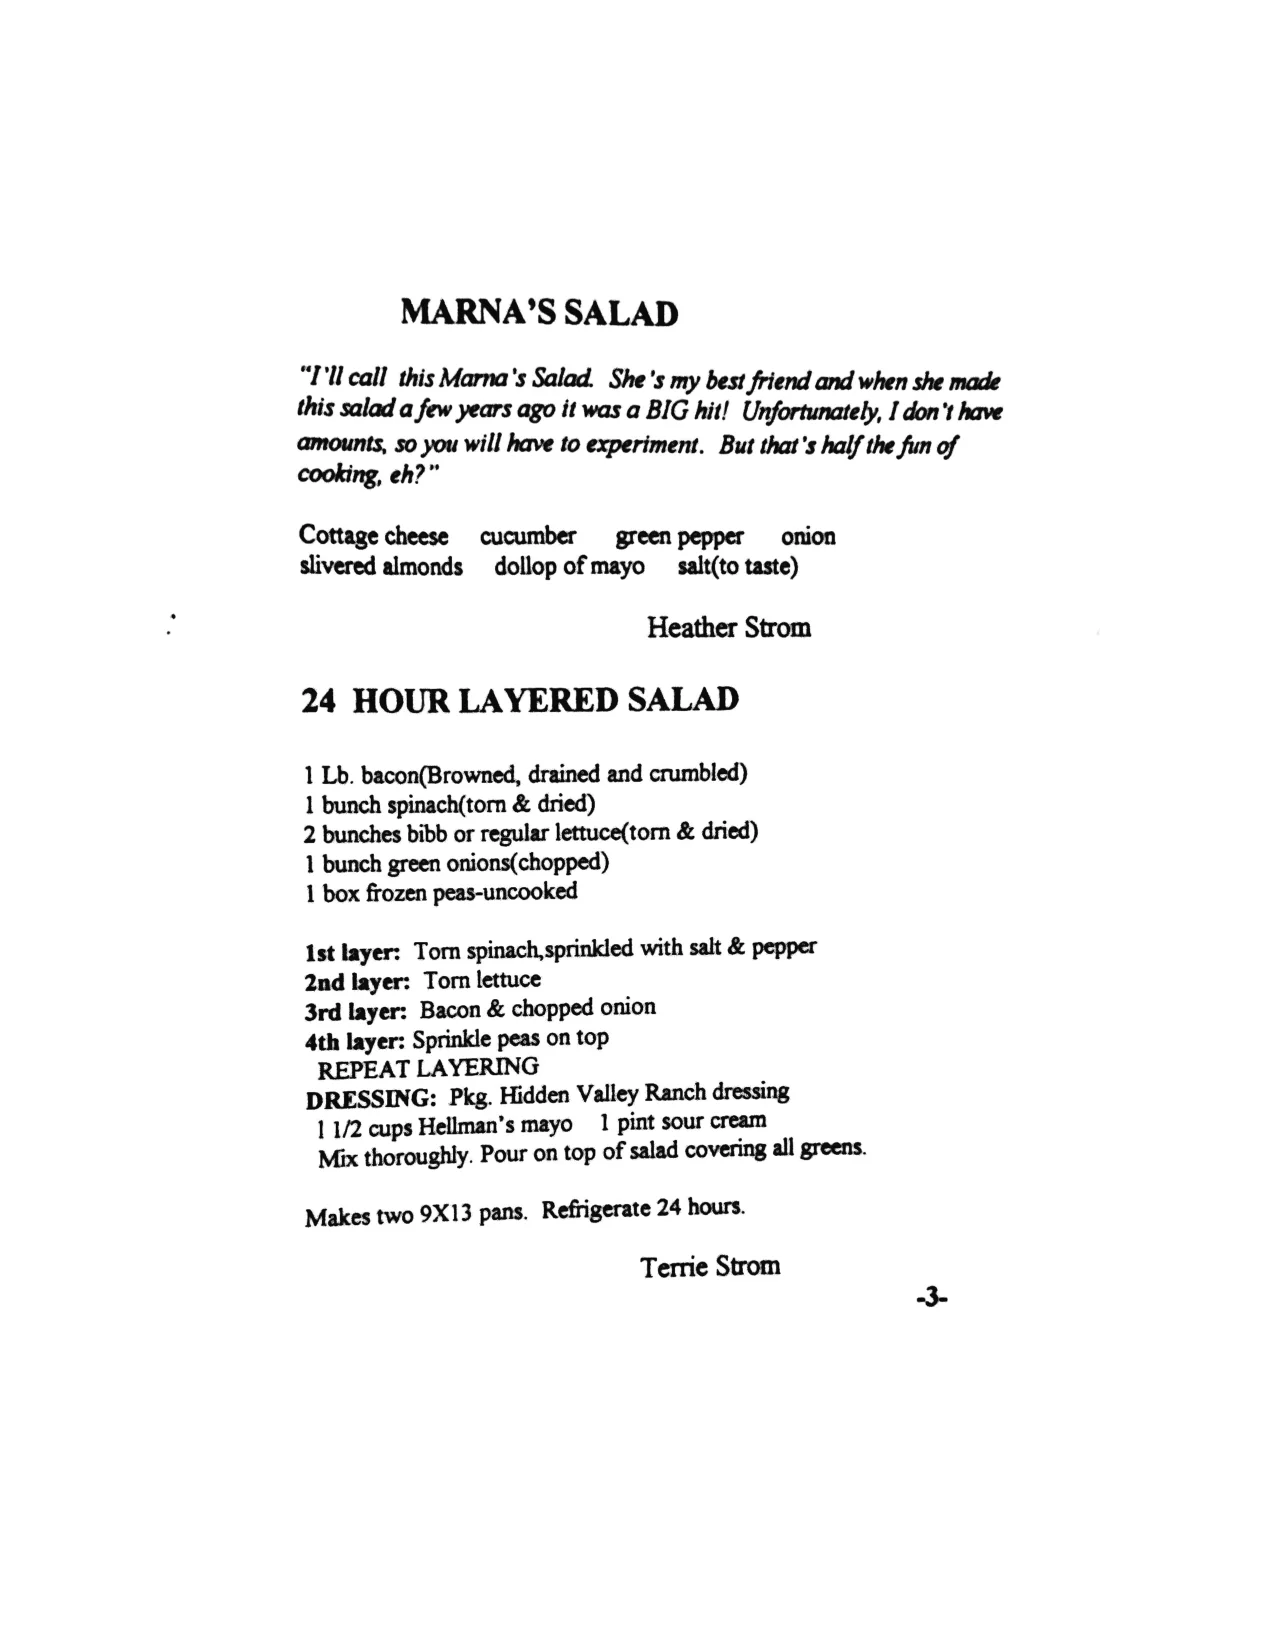 MARNA'S SALAD
"I'll call this Marna's Salad. She's my best friend and when she made
this salad a few years ago it was a BIG hit! Unfortunately, I don't have
amounts, so you will have to experiment. But that's half the fun of
cooking, eh?"
Cottage cheese cucumber green pepper onion
slivered almonds dollop of mayo salt(to taste)
Heather Strom
24 HOUR LAYERED SALAD
1 Lb. bacon(Browned, drained and crumbled)
1 bunch spinach(torn & dried)
2 bunches bibb or regular lettuce(torn & dried)
1 bunch green onions(chopped)
1 box frozen peas-uncooked
1st layer: Torn spinach,sprinkled with salt & pepper
2nd layer: Torn lettuce
3rd layer: Bacon & chopped onion
4th layer: Sprinkle peas on top
REPEAT LAYERING
DRESSING: Pkg. Hidden Valley Ranch dressing
1 1/2 cups Hellman's mayo 1 pint sour cream
Mix thoroughly. Pour on top of salad covering all greens.
Makes two 9X13 pans. Refrigerate 24 hours.
Terrie Strom
-3-